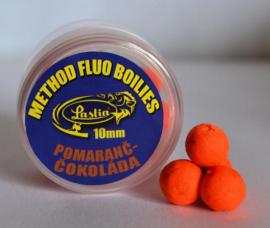 METHOD FLUO BOILIES
Lastia
10mm
POMARANČ-
ČOKOLÁDA